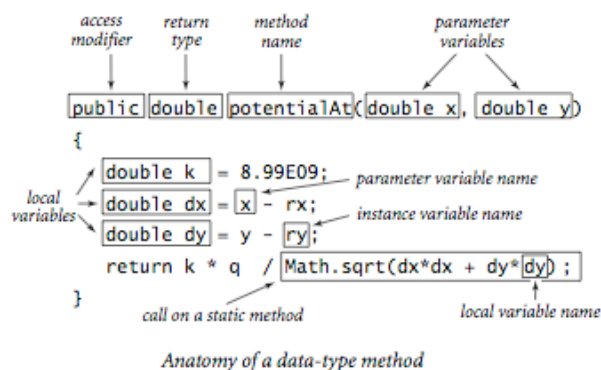 access modifier
return type
method name
parameter variables
public double potentialAt(double x, double y)
{
double k = 8.99E09;
local variables
parameter variable name
double dx = x - rx;
instance variable name
double dy = y - ry;
return k * q / Math.sqrt(dx*dx + dy*dy) ;
}
call on a static method
local variable name
Anatomy of a data-type method